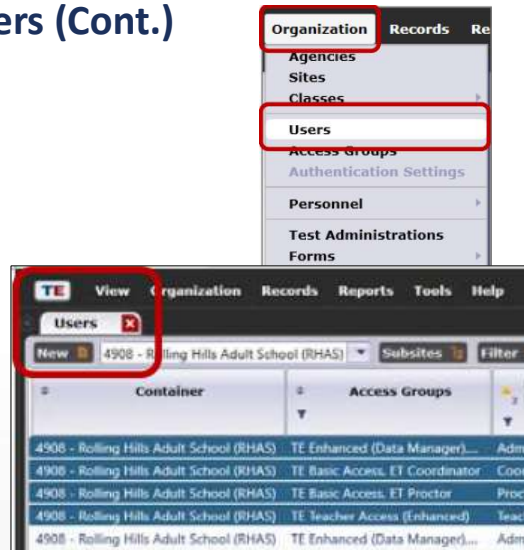 ers (Cont.)
Organization Records Re
Agencies
Sites
Classes
Users
Access Groups
Authentication Settings
Personnel
Test Administrations
Forms
TE View Organization Records Reports Tools Help
Users
New 4908 - Rolling Hills Adult School (RHAS) Subsites Filter
Container Access Groups 2
4908 - Rolling Hills Adult School (RHAS) TE Enhanced (Data Manager)... Adm
4908 - Rolling Hills Adult School (RHAS) TE Basic Access, ET Coordinator Coor
4908 - Rolling Hills Adult School (RHAS) TE Basic Access, ET Proctor Proc
4908 - Rolling Hills Adult School (RHAS) TE Teacher Access (Enhanced) Teac
4908 - Rolling Hills Adult School (RHAS) TE Enhanced (Data Manager)... Adm